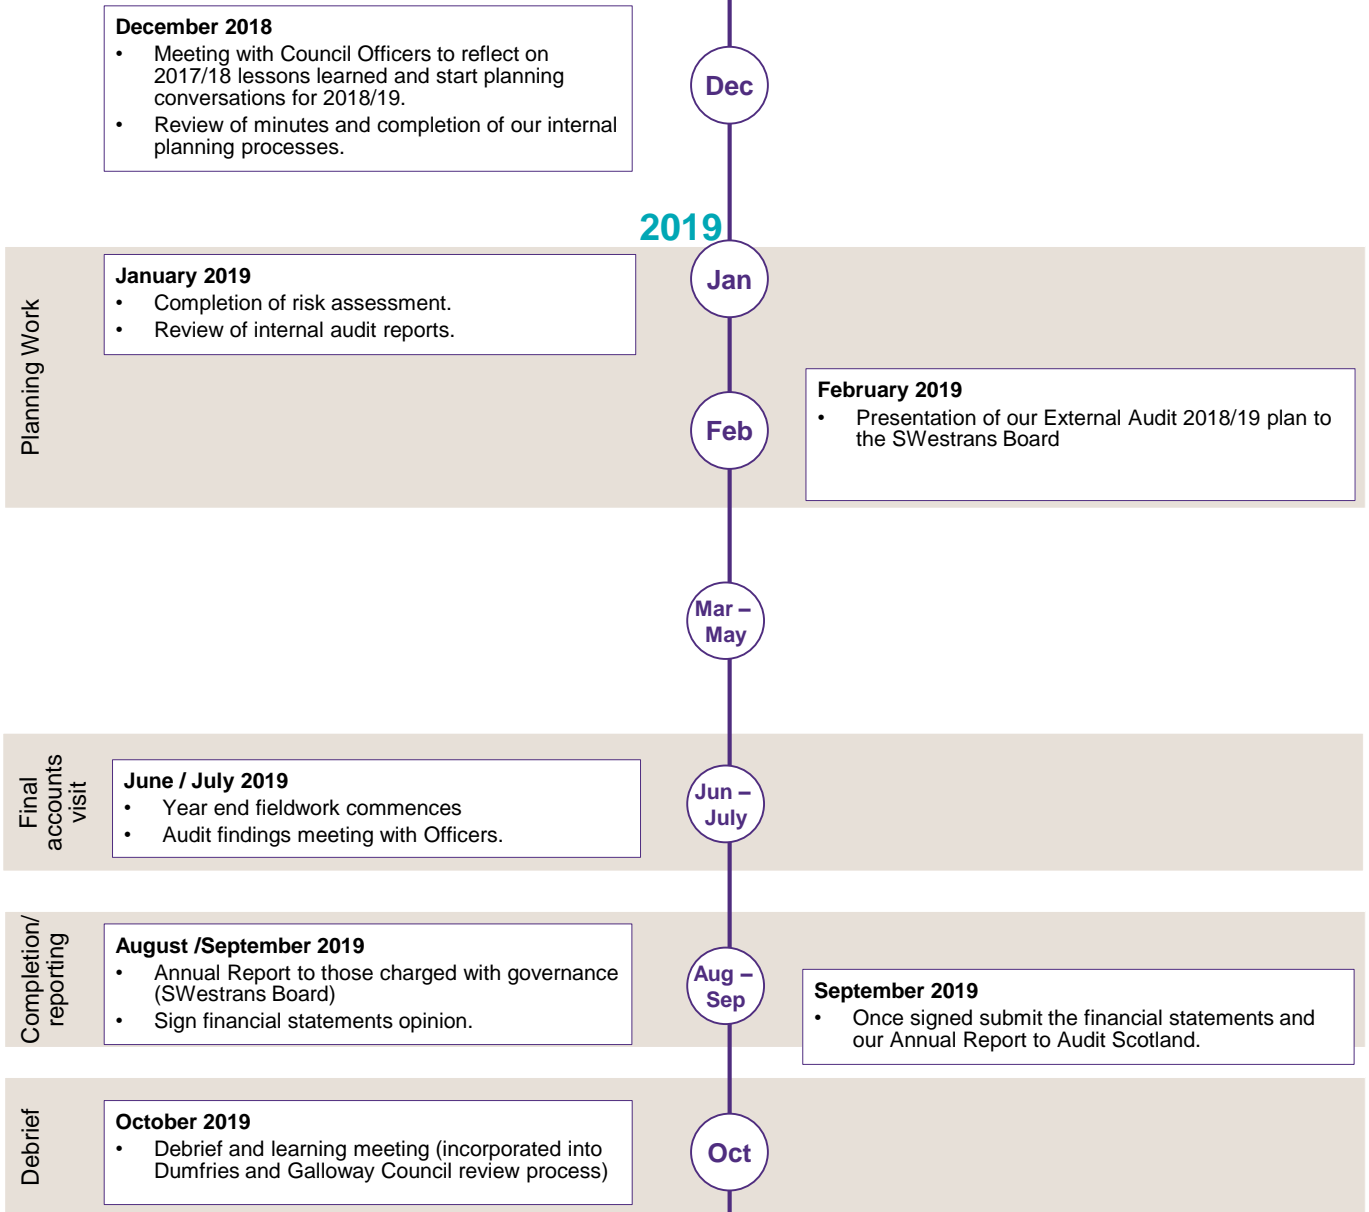 December 2018
• Meeting with Council Officers to reflect on
2017/18 lessons learned and start planning
conversations for 2018/19.
• Review of minutes and completion of our internal
planning processes.
Dec
2019
Planning Work
January 2019
• Completion of risk assessment.
• Review of internal audit reports.
Jan
Feb
February 2019
• Presentation of our External Audit 2018/19 plan to
the SWestrans Board
Mar –
May
Final
accounts
visit
June / July 2019
• Year end fieldwork commences
• Audit findings meeting with Officers.
Jun –
July
Completion/
reporting
August /September 2019
• Annual Report to those charged with governance
(SWestrans Board)
• Sign financial statements opinion.
Aug –
Sep
September 2019
• Once signed submit the financial statements and
our Annual Report to Audit Scotland.
Debrief
October 2019
• Debrief and learning meeting (incorporated into
Dumfries and Galloway Council review process)
Oct